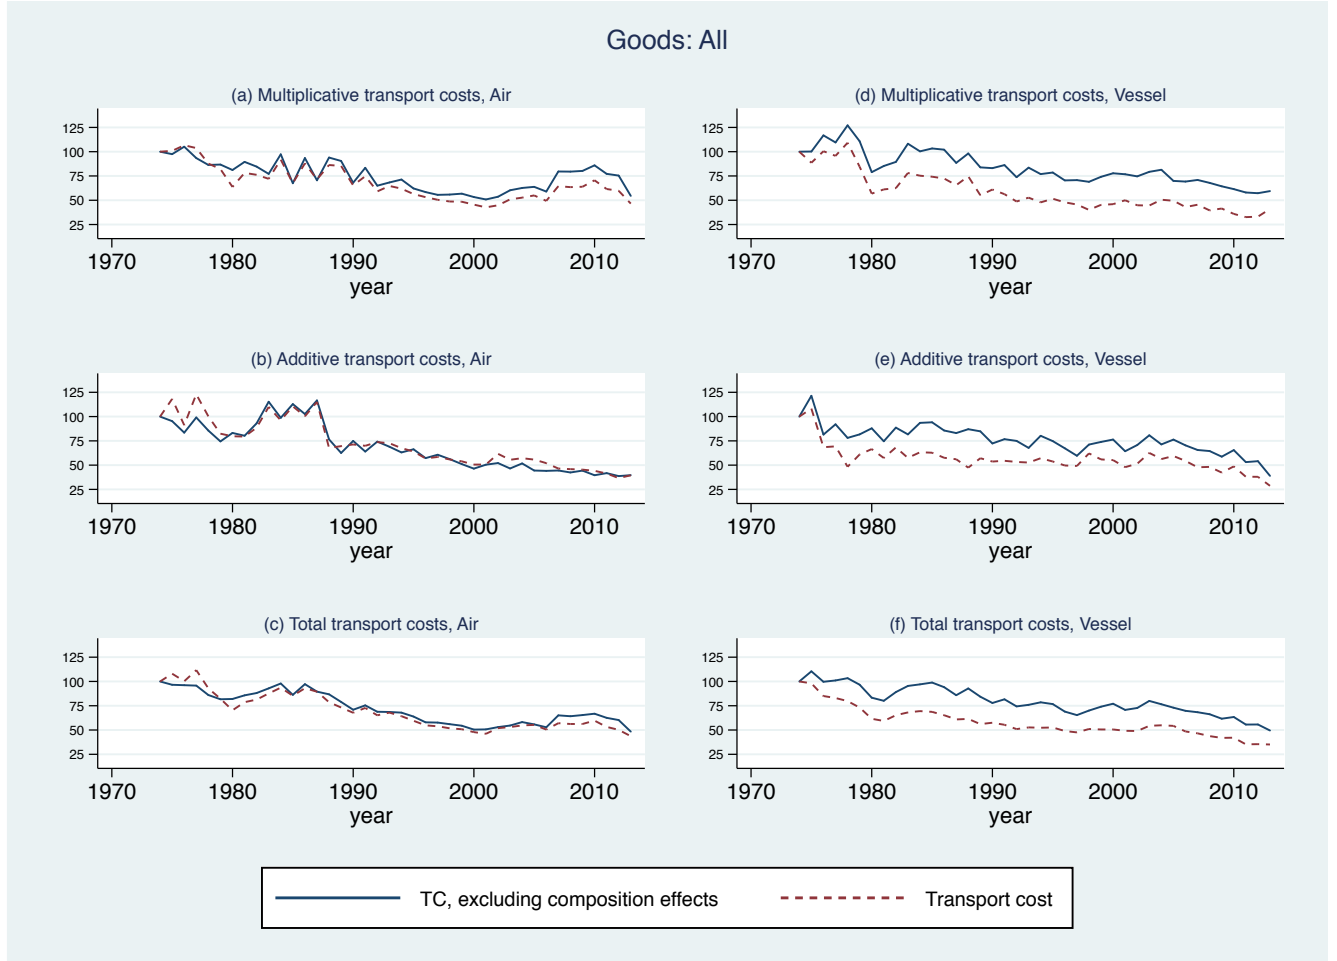 Goods: All
(a) Multiplicative transport costs, Air
125
100
75
50
25
1970 1980 1990 2000 2010
year
(d) Multiplicative transport costs, Vessel
125
100
75
50
25
1970 1980 1990 2000 2010
year
(b) Additive transport costs, Air
125
100
75
50
25
1970 1980 1990 2000 2010
year
(e) Additive transport costs, Vessel
125
100
75
50
25
1970 1980 1990 2000 2010
year
(c) Total transport costs, Air
125
100
75
50
25
1970 1980 1990 2000 2010
year
(f) Total transport costs, Vessel
125
100
75
50
25
1970 1980 1990 2000 2010
year
TC, excluding composition effects Transport cost